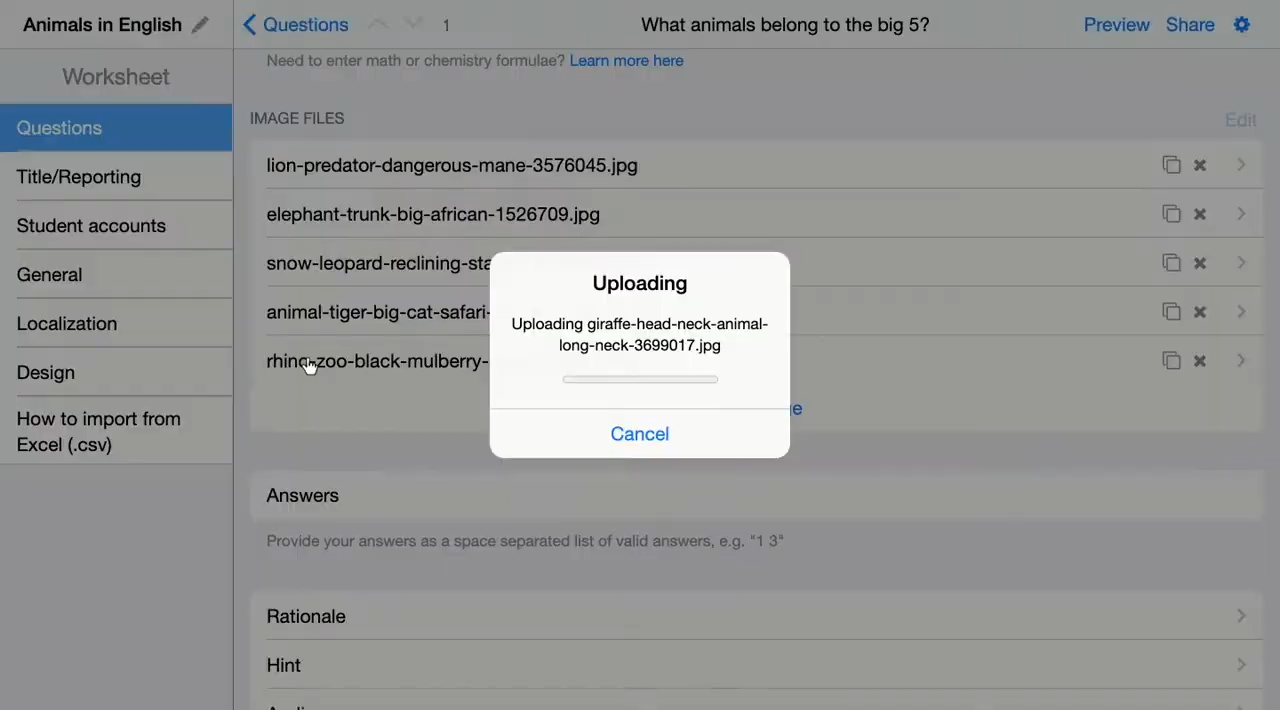 Animals in English
Questions
1
What animals belong to the big 5?
Preview
Share
Worksheet
Questions
Title/Reporting
Student accounts
General
Localization
Design
How to import from
Excel (.csv)
Need to enter math or chemistry formulae? Learn more here
IMAGE FILES
Edit
lion-predator-dangerous-mane-3576045.jpg
elephant-trunk-big-african-1526709.jpg
snow-leopard-reclining-sta
animal-tiger-big-cat-safari-
rhino-zoo-black-mulberry-
Uploading
Uploading giraffe-head-neck-animal-
long-neck-3699017.jpg
Cancel
Answers
Provide your answers as a space separated list of valid answers, e.g. "1 3"
Rationale
Hint